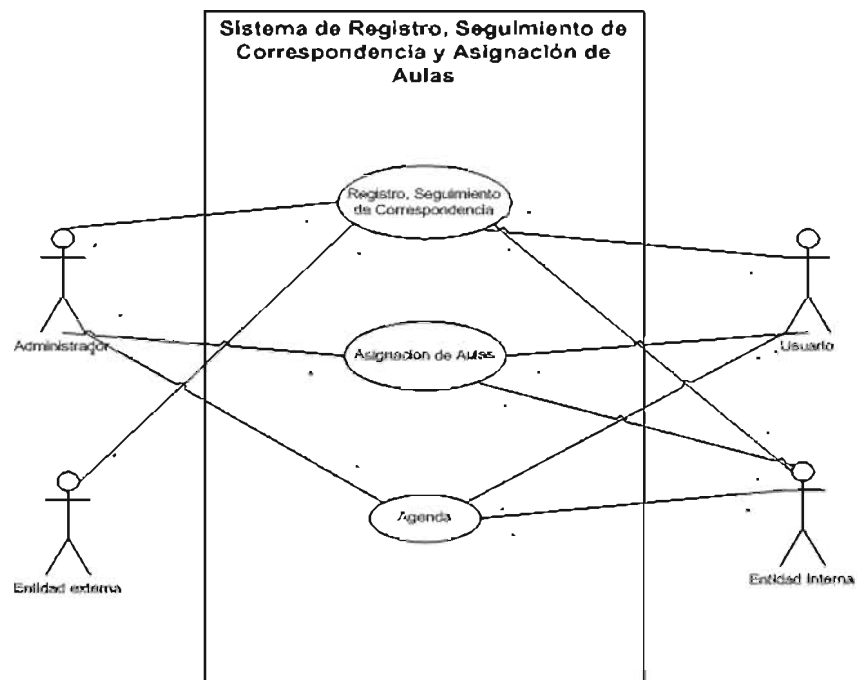 Sistema de Registro, Seguimiento de
Correspondencia y Asignación de
Aulas
Registro, Seguimiento
de Correspondencia
Administrador
Asignacion de Aulas
Usuario
Agenda
Entidad externa
Entidad Interna